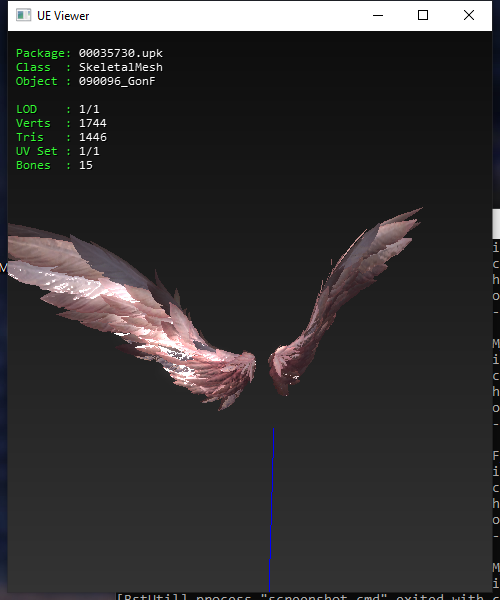 UE Viewer
Package: 00035730.upk
Class : SkeletalMesh
Object : 090096_GonF
LOD : 1/1
Verts : 1744
Tris : 1446
UV Set : 1/1
Bones : 15
M
i
c
h
o
-
M
i
c
h
o
-
F
i
c
h
o
-
M
i
[BstUtil] process "screenshot.cmd" exited with c